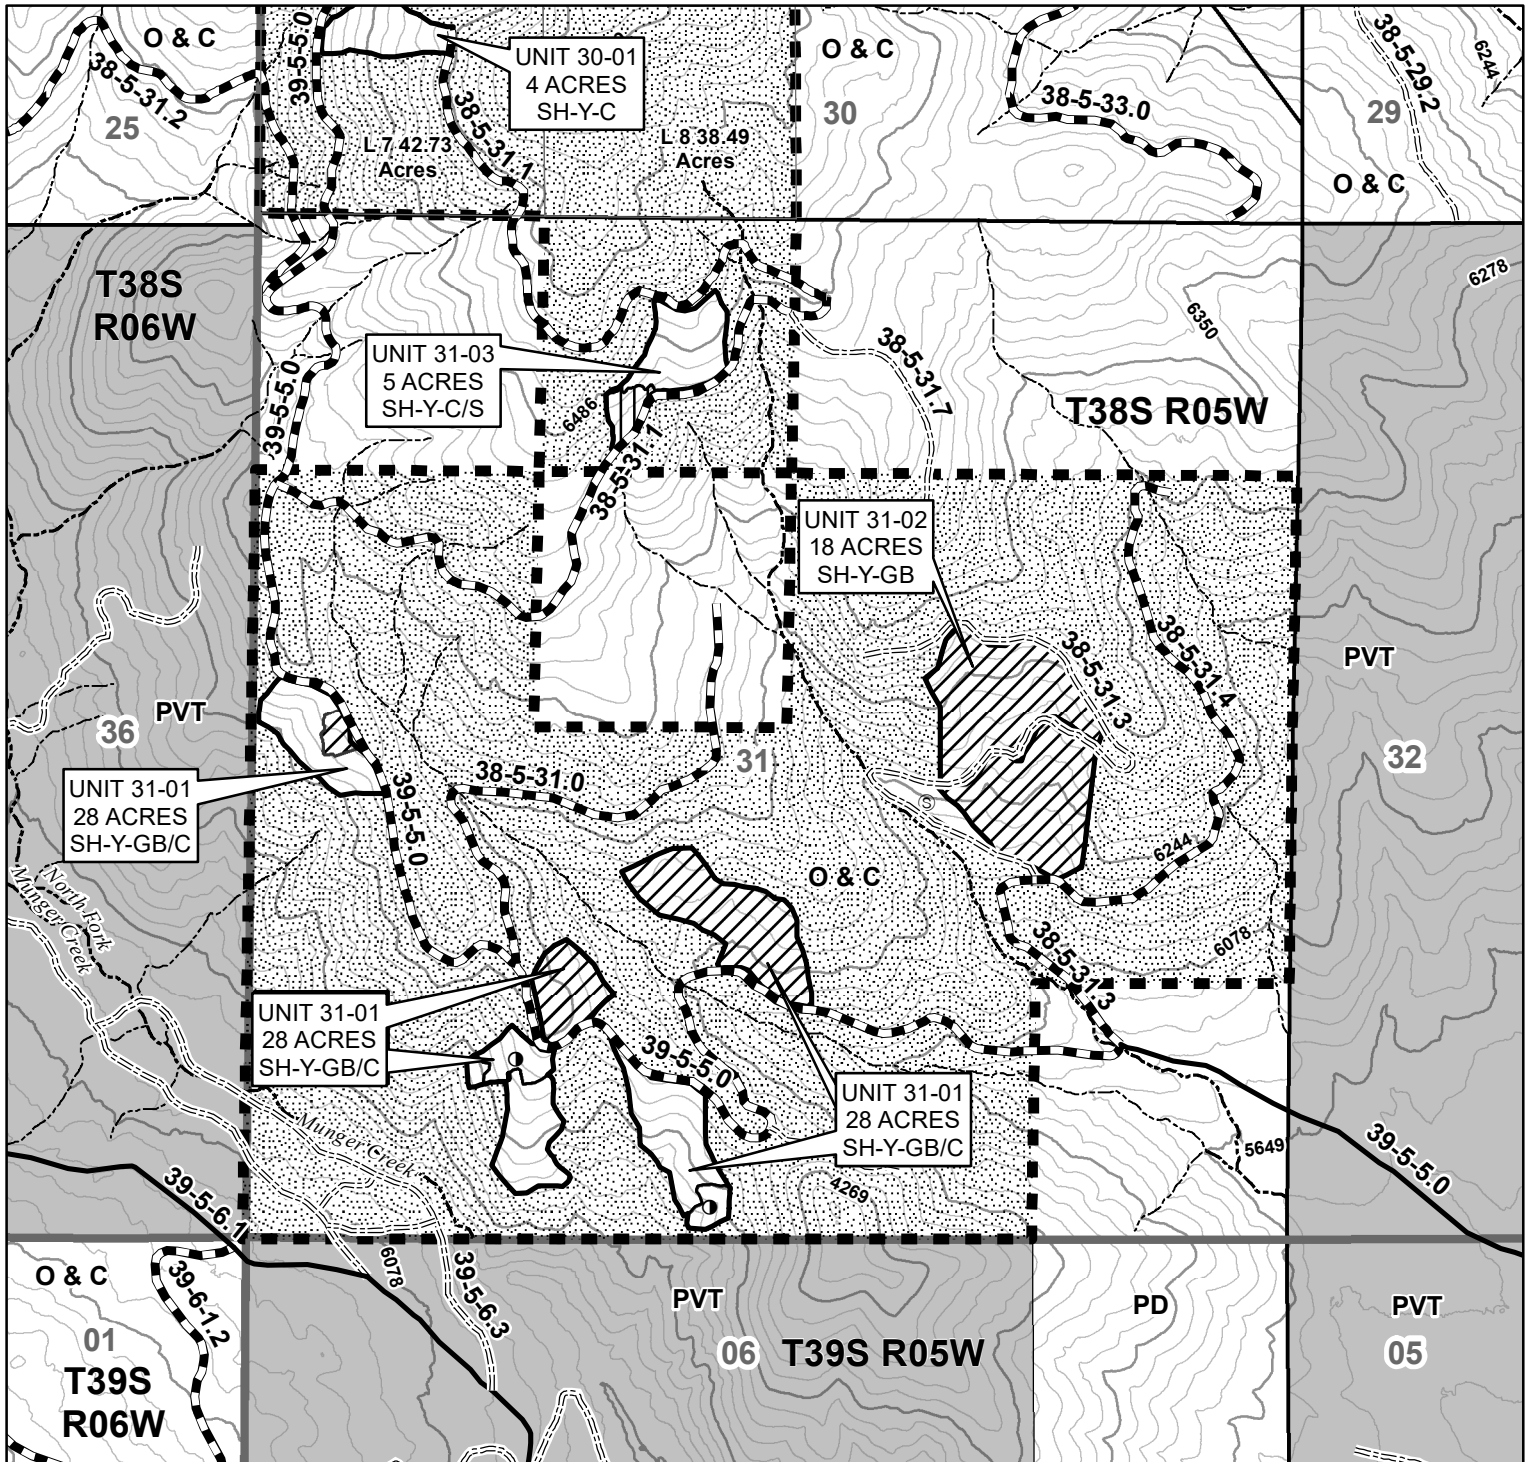 O & C
38-5-31.2
25
39-5-5.0
UNIT 30-01
4 ACRES
SH-Y-C
38-5-31.1
L 7 42.73
Acres
L 8 38.49
Acres
O & C
30
38-5-33.0
38-5-29.2
6244
29
O & C
T38S
R06W
6278
6350
UNIT 31-03
5 ACRES
SH-Y-C/S
39-5-5.0
6486
38-5-31.1
38-5-31.7
T38S R05W
UNIT 31-02
18 ACRES
SH-Y-GB
38-5-31.3
38-5-31.4
PVT
36
PVT
31
32
UNIT 31-01
28 ACRES
SH-Y-GB/C
39-5-5.0
38-5-31.0
S
6244
O & C
North Fork
Munger Creek
38-5-31.3
6078
UNIT 31-01
28 ACRES
SH-Y-GB/C
39-5-5.0
UNIT 31-01
28 ACRES
SH-Y-GB/C
Munger Creek
4269
5649
39-5-5.0
39-5-6.1
O & C
39-6-1.2
6078
39-5-6.3
PVT
PD
PVT
01
T39S
R06W
06
T39S R05W
05